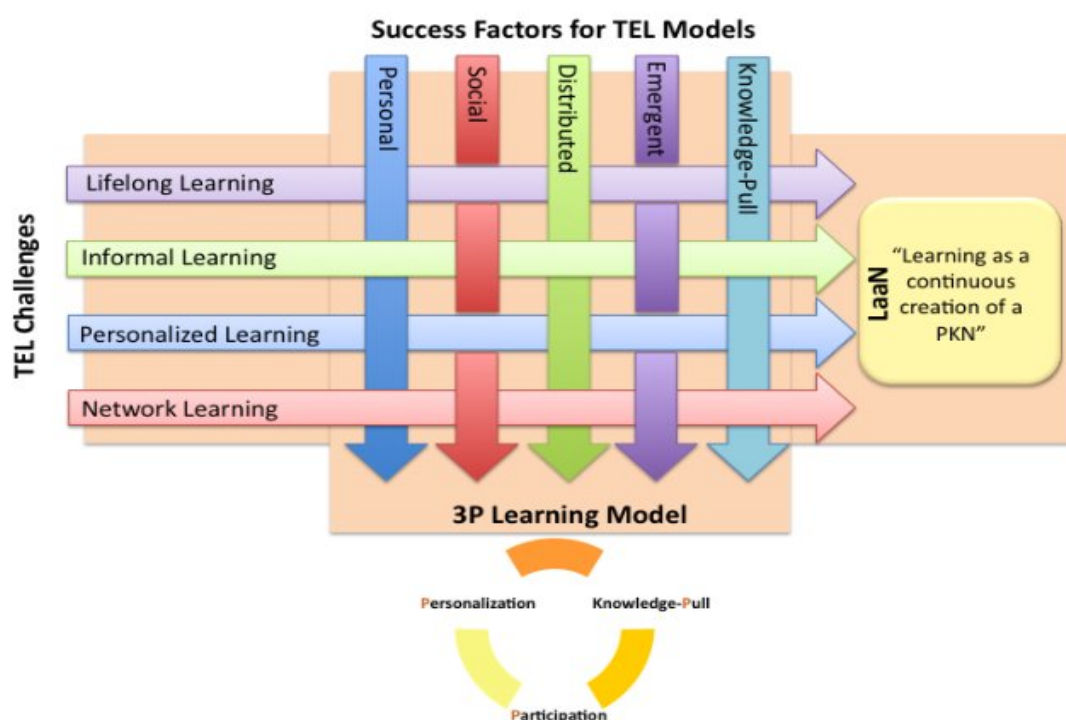 Success Factors for TEL Models
Personal
Social
Distributed
Emergent
Knowledge-Pull
TEL Challenges
Lifelong Learning
Informal Learning
Personalized Learning
Network Learning
LaaN
"Learning as a
continuous
creation of a
PKN"
3P Learning Model
Personalization
Knowledge-Pull
Participation